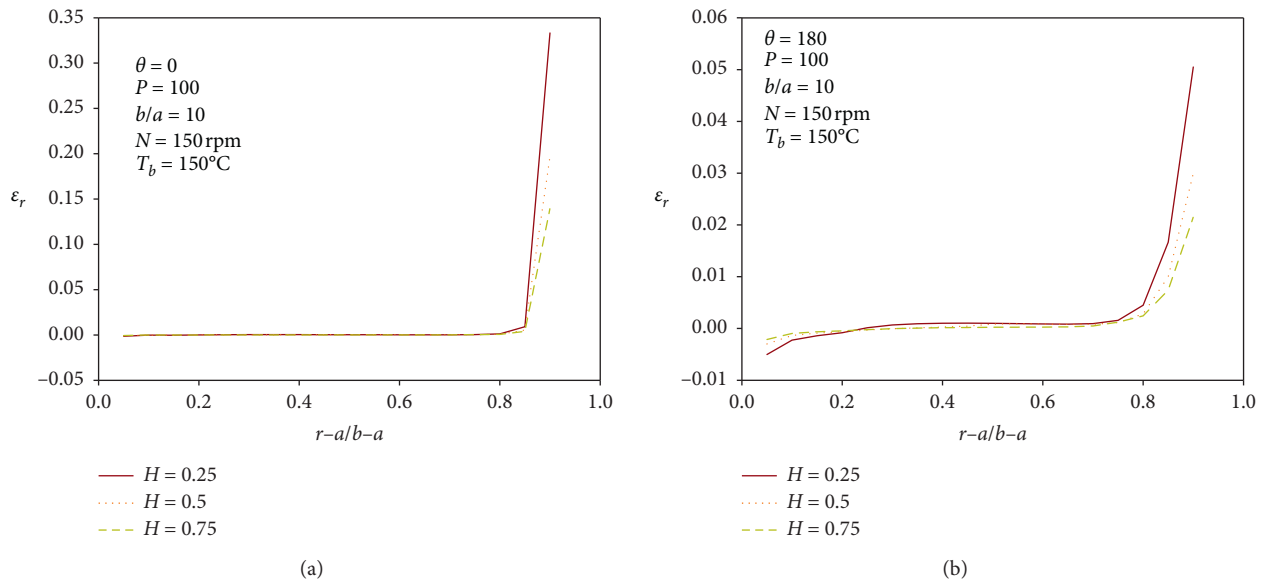 0.35
0.30
0.25
0.20
0.15
0.10
0.05
0.00
–0.05
εr
θ = 0
P = 100
b/a = 10
N = 150 rpm
Tb = 150°C
0.0 0.2 0.4 0.6 0.8 1.0
r–a/b–a
H = 0.25
H = 0.5
H = 0.75
(a)
0.06
0.05
0.04
0.03
0.02
0.01
0.00
–0.01
εr
θ = 180
P = 100
b/a = 10
N = 150 rpm
Tb = 150°C
0.0 0.2 0.4 0.6 0.8 1.0
r–a/b–a
H = 0.25
H = 0.5
H = 0.75
(b)